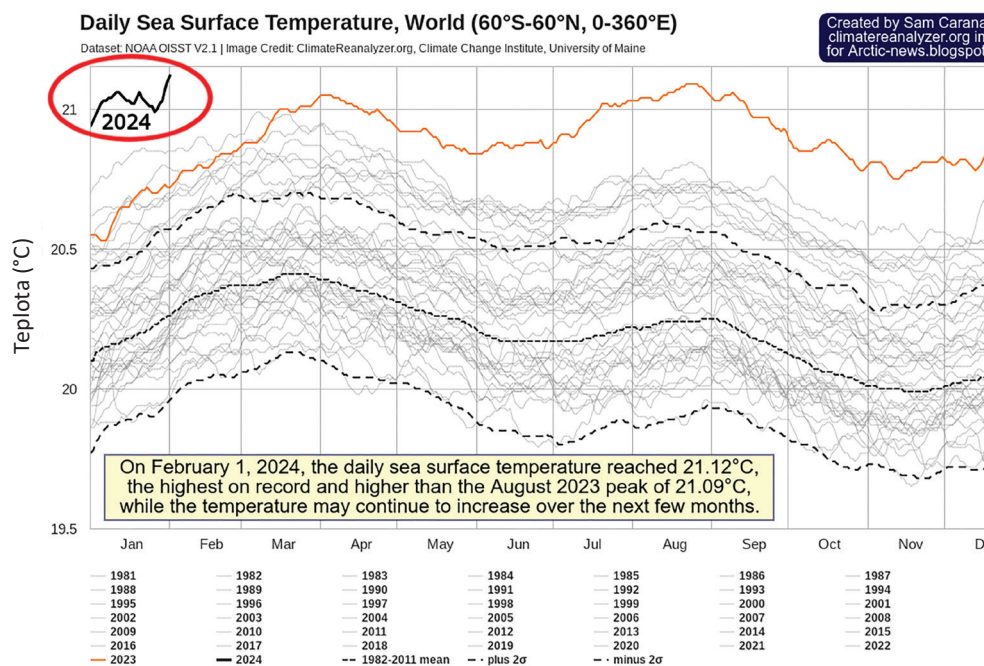 Daily Sea Surface Temperature, World (60°S-60°N, 0-360°E)
Dataset: NOAA OISST V2.1 | Image Credit: ClimateReanalyzer.org, Climate Change Institute, University of Maine
Created by Sam Carana
climatereanalyzer.org in
for Arctic-news.blogspot
21
2024
20.5
Teplota (°C)
20
On February 1, 2024, the daily sea surface temperature reached 21.12°C,
the highest on record and higher than the August 2023 peak of 21.09°C,
while the temperature may continue to increase over the next few months.
19.5
Jan Feb Mar Apr May Jun Jul Aug Sep Oct Nov D
1981 1982 1983 1984 1985 1986 1987
1988 1989 1990 1991 1992 1993 1994
1995 1996 1997 1998 1999 2000 2001
2002 2003 2004 2005 2006 2007 2008
2009 2010 2011 2012 2013 2014 2015
2016 2017 2018 2019 2020 2021 2022
2023 2024 1982-2011 mean plus 2σ minus 2σ